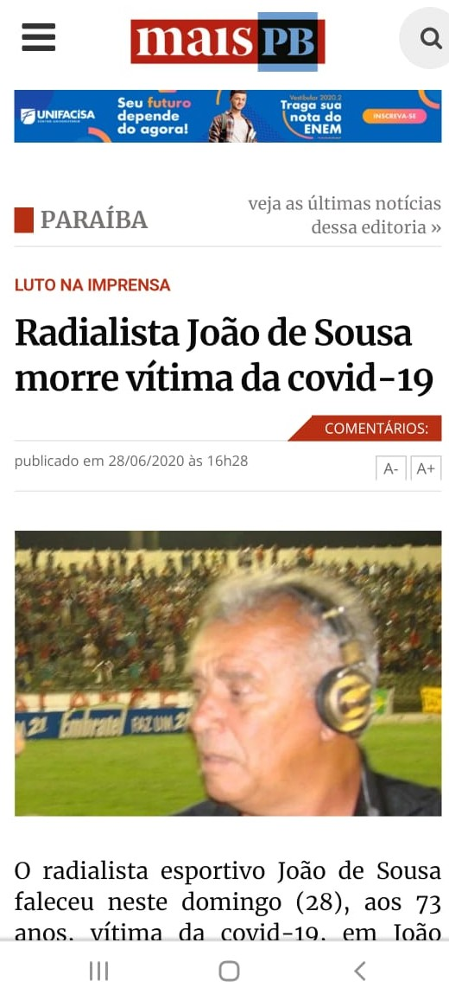 maisPB
UNIFACISA
CENTRO UNIVERSITÁRIO
Seu futuro
depende
do agora!
Vestibular 2020.2
Traga sua
nota do
ENEM
INSCREVA-SE
PARAÍBA
veja as últimas notícias
dessa editoria »
LUTO NA IMPRENSA
Radialista João de Sousa
morre vítima da covid-19
COMENTÁRIOS:
publicado em 28/06/2020 às 16h28
A- A+
21 Embratel FAZ UM 21
O radialista esportivo João de Sousa
faleceu neste domingo (28), aos 73
anos, vítima da covid-19, em João